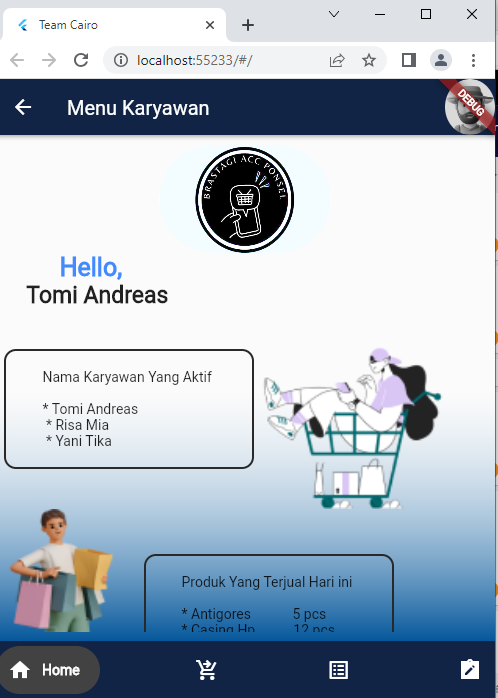 Team Cairo
localhost:55233/#/
Menu Karyawan
DEBUG
BRASTAGI ACC PONSEL
Hello,
Tomi Andreas
Nama Karyawan Yang Aktif
* Tomi Andreas
* Risa Mia
* Yani Tika
Produk Yang Terjual Hari ini
* Antigores 5 pcs
* Casing Hp 12 pcs
Home